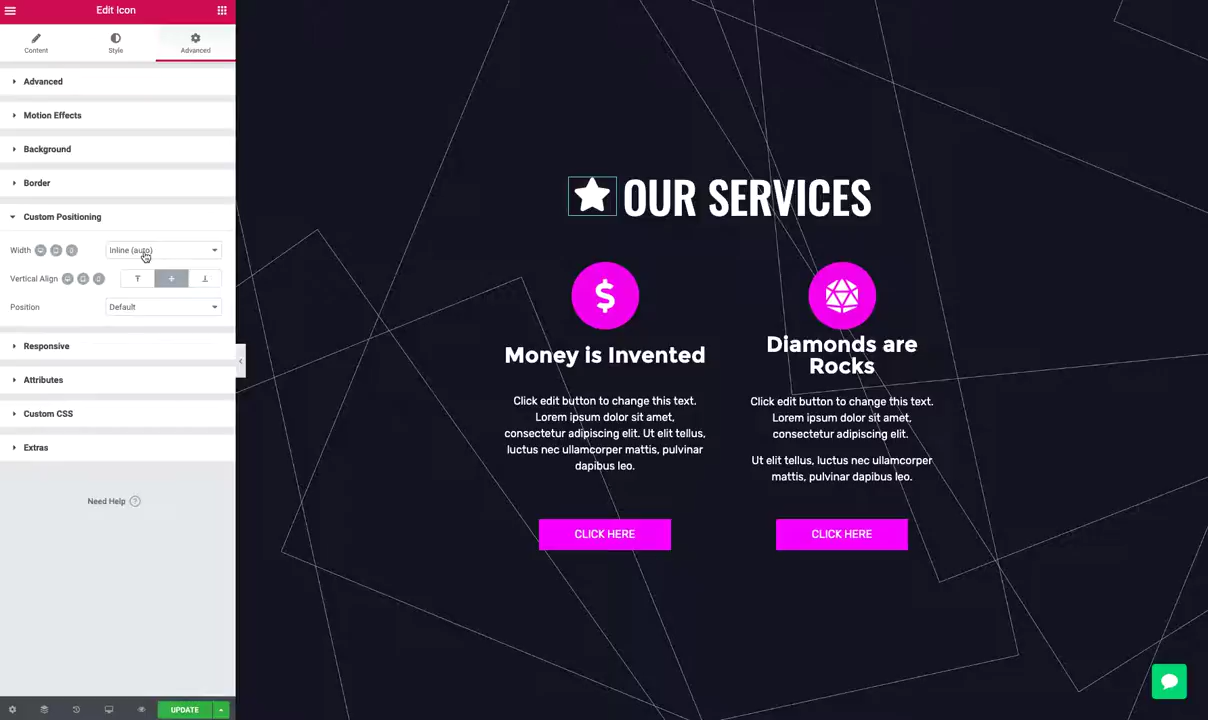 Edit Icon
Content
Style
Advanced
Advanced
Motion Effects
Background
Border
Custom Positioning
Width
Inline (auto)
Vertical Align
Position
Default
Responsive
Attributes
Custom CSS
Extras
Need Help ?
UPDATE
OUR SERVICES
$
Money is Invented
Click edit button to change this text.
Lorem ipsum dolor sit amet,
consectetur adipiscing elit. Ut elit tellus,
luctus nec ullamcorper mattis, pulvinar
dapibus leo.
CLICK HERE
Diamonds are
Rocks
Click edit button to change this text.
Lorem ipsum dolor sit amet,
consectetur adipiscing elit.
Ut elit tellus, luctus nec ullamcorper
mattis, pulvinar dapibus leo.
CLICK HERE